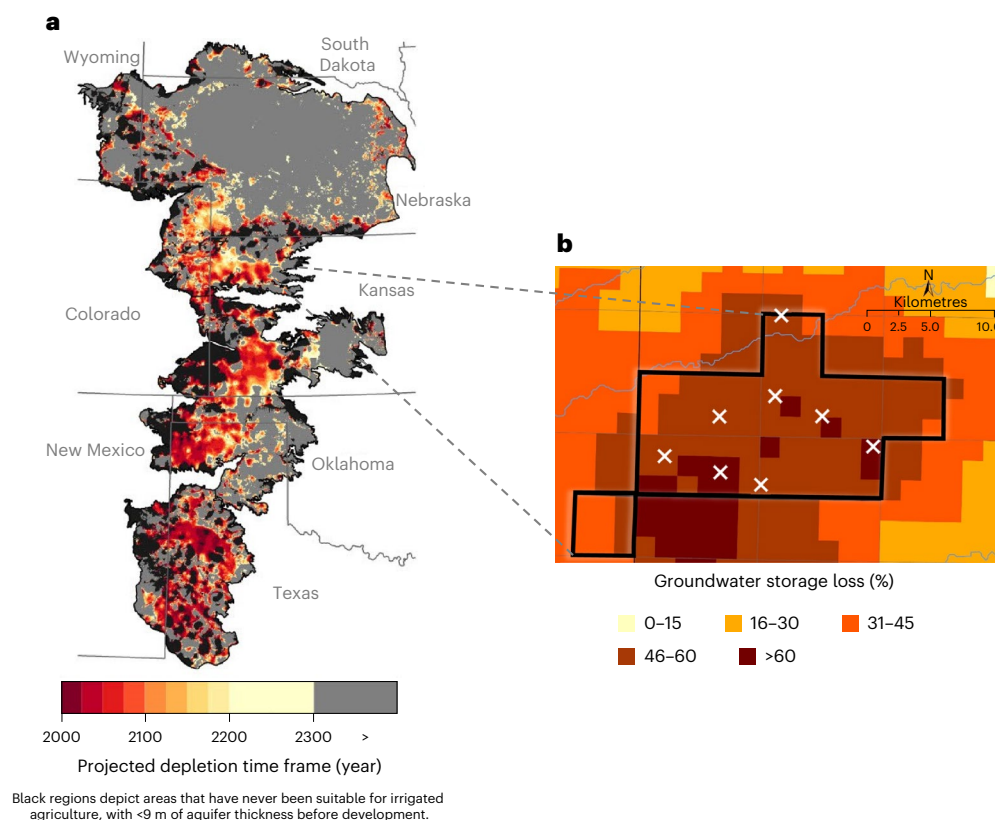 a
Wyoming
South
Dakota
Nebraska
Kansas
Colorado
New Mexico
Oklahoma
Texas
2000 2100 2200 2300 >
Projected depletion time frame (year)
Black regions depict areas that have never been suitable for irrigated
agriculture, with <9 m of aquifer thickness before development.
b
N
Kilometres
0 2.5 5.0 10.0
Groundwater storage loss (%)
0–15 16–30 31–45
46–60 >60